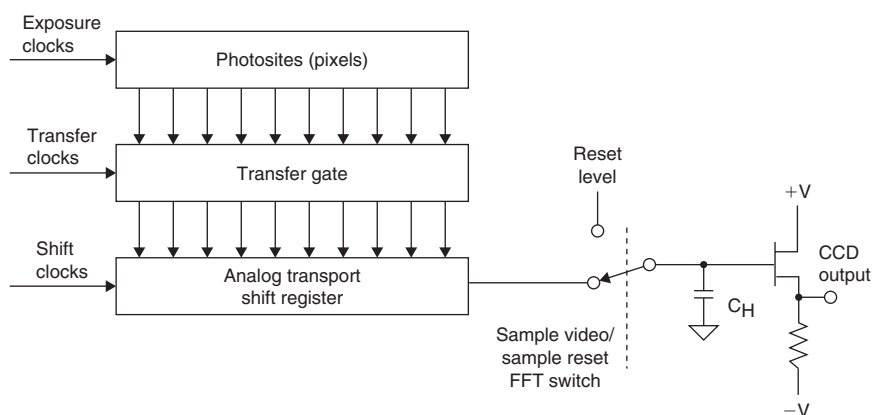 Exposure
clocks
Photosites (pixels)
Transfer
clocks
Transfer gate
Shift
clocks
Analog transport
shift register
Reset
level
Sample video/
sample reset
FFT switch
CH
+V
CCD
output
−V